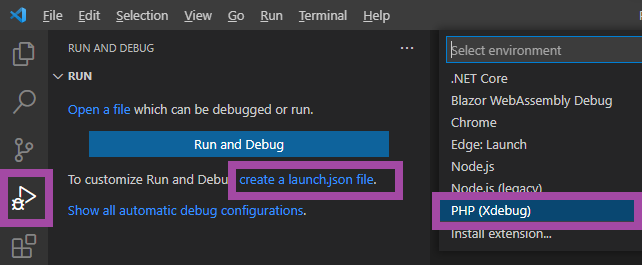 File Edit Selection View Go Run Terminal Help
RUN AND DEBUG
RUN
Open a file which can be debugged or run.
Run and Debug
To customize Run and Debu create a launch.json file.
Show all automatic debug configurations.
Select environment
.NET Core
Blazor WebAssembly Debug
Chrome
Edge: Launch
Node.js
Node.js (legacy)
PHP (Xdebug)
Install extension...